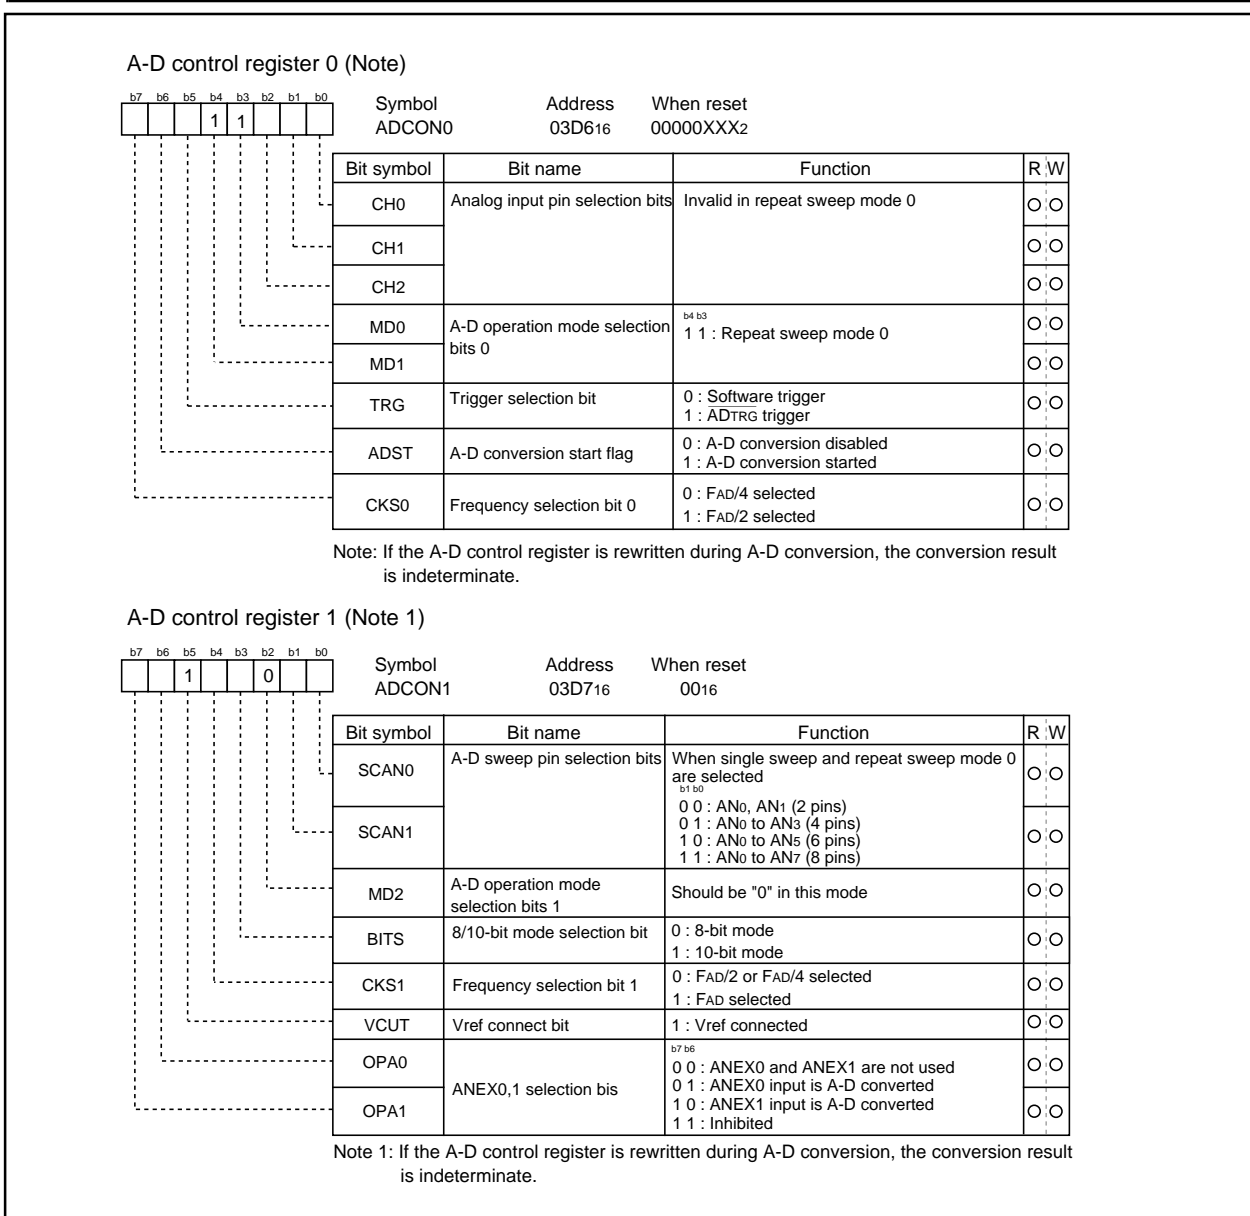 A-D control register 0 (Note)
b7 b6 b5 b4 b3 b2 b1 b0
1 1
Symbol Address When reset
ADCON0 03D616 00000XXX2
Bit symbol Bit name Function R W
CH0 Analog input pin selection bits Invalid in repeat sweep mode 0
CH1
CH2
MD0 A-D operation mode selection bits 0
b4 b3
1 1 : Repeat sweep mode 0
MD1
TRG Trigger selection bit
0 : Software trigger
1 : ADTRG trigger
ADST A-D conversion start flag
0 : A-D conversion disabled
1 : A-D conversion started
CKS0 Frequency selection bit 0
0 : FAD/4 selected
1 : FAD/2 selected
Note: If the A-D control register is rewritten during A-D conversion, the conversion result
is indeterminate.
A-D control register 1 (Note 1)
b7 b6 b5 b4 b3 b2 b1 b0
1 0
Symbol Address When reset
ADCON1 03D716 0016
Bit symbol Bit name Function R W
SCAN0 A-D sweep pin selection bits
When single sweep and repeat sweep mode 0
are selected
b1 b0
0 0 : AN0, AN1 (2 pins)
0 1 : AN0 to AN3 (4 pins)
1 0 : AN0 to AN5 (6 pins)
1 1 : AN0 to AN7 (8 pins)
SCAN1
MD2 A-D operation mode
selection bits 1
Should be "0" in this mode
BITS 8/10-bit mode selection bit
0 : 8-bit mode
1 : 10-bit mode
CKS1 Frequency selection bit 1
0 : FAD/2 or FAD/4 selected
1 : FAD selected
VCUT Vref connect bit 1 : Vref connected
OPA0
ANEX0,1 selection bis
b7 b6
0 0 : ANEX0 and ANEX1 are not used
0 1 : ANEX0 input is A-D converted
1 0 : ANEX1 input is A-D converted
1 1 : Inhibited
OPA1
Note 1: If the A-D control register is rewritten during A-D conversion, the conversion result
is indeterminate.